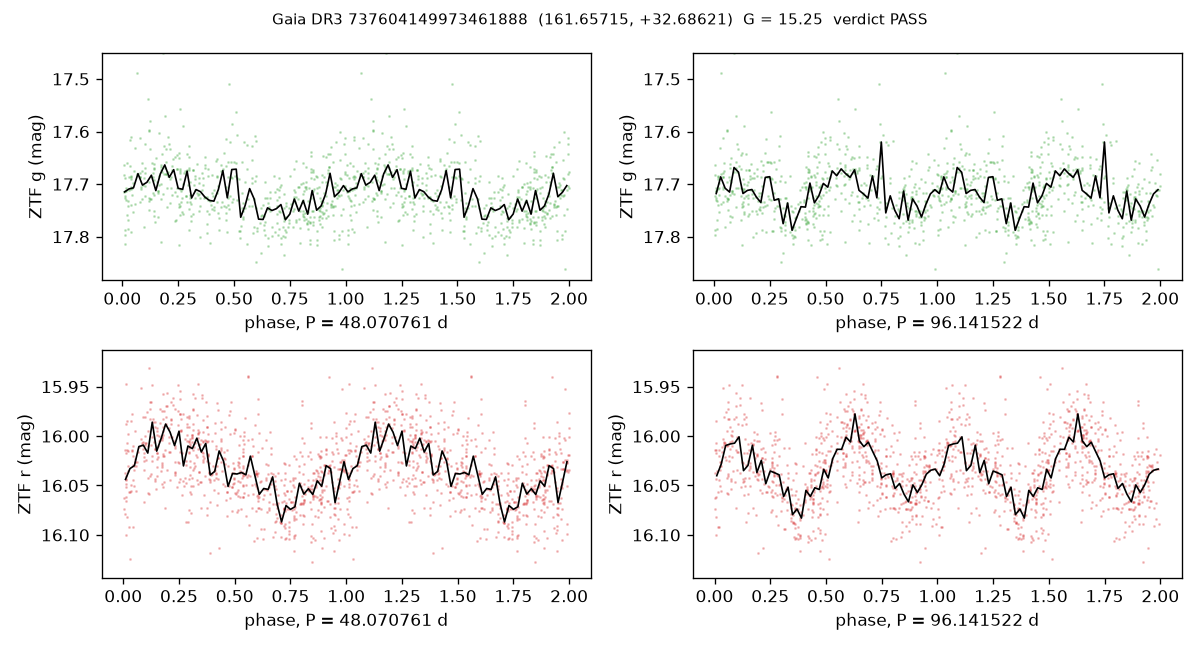 Gaia DR3 737604149973461888 (161.65715, +32.68621) G = 15.25 verdict PASS
ZTF g (mag)
17.5
17.6
17.7
17.8
0.00 0.25 0.50 0.75 1.00 1.25 1.50 1.75 2.00
phase, P = 48.070761 d
ZTF g (mag)
17.5
17.6
17.7
17.8
0.00 0.25 0.50 0.75 1.00 1.25 1.50 1.75 2.00
phase, P = 96.141522 d
ZTF r (mag)
15.95
16.00
16.05
16.10
0.00 0.25 0.50 0.75 1.00 1.25 1.50 1.75 2.00
phase, P = 48.070761 d
ZTF r (mag)
15.95
16.00
16.05
16.10
0.00 0.25 0.50 0.75 1.00 1.25 1.50 1.75 2.00
phase, P = 96.141522 d